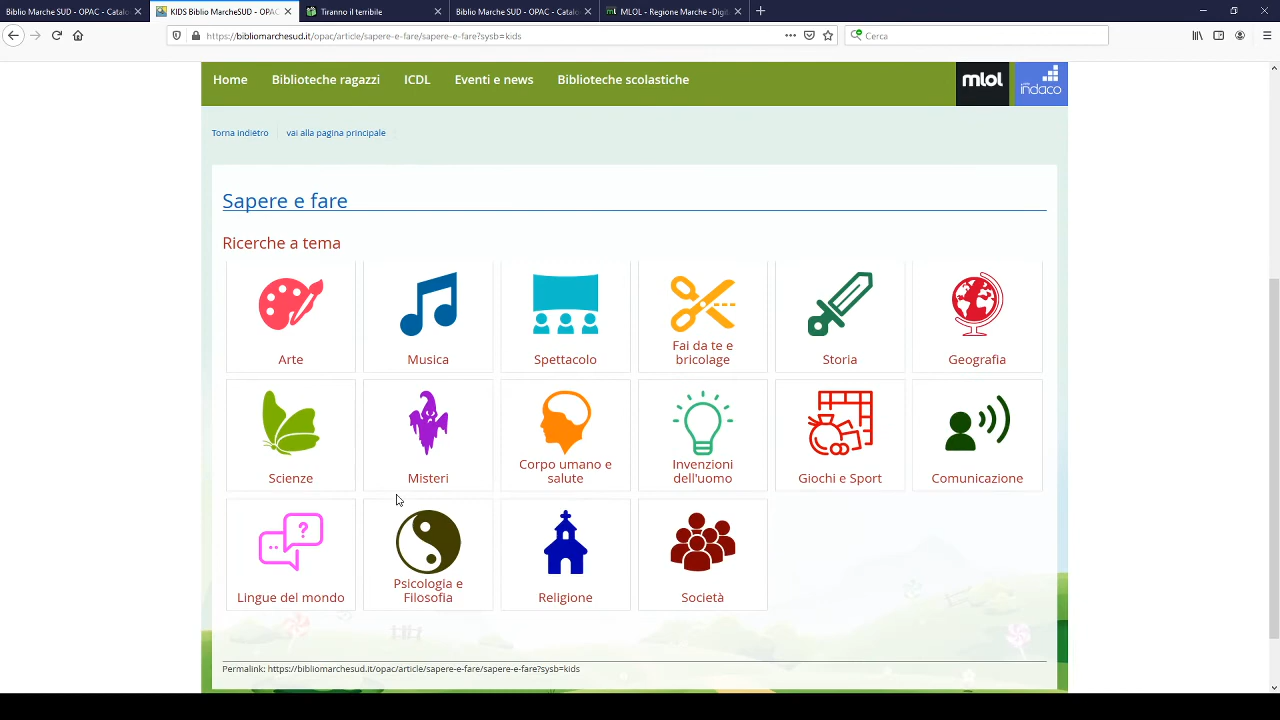 Biblio Marche SUD - OPAC - Catalo
KIDS Biblio MarcheSUD - OPAC
Tiranno il terribile
Biblio Marche SUD - OPAC - Catalo
MLOL - Regione Marche -Digit
https://bibliomarchesud.it/opac/article/sapere-e-fare/sapere-e-fare?sysb=kids
Cerca
Home
Biblioteche ragazzi
ICDL
Eventi e news
Biblioteche scolastiche
mlol
indaco
Torna indietro
vai alla pagina principale
Sapere e fare
Ricerche a tema
Arte
Musica
Spettacolo
Fai da te e
bricolage
Storia
Geografia
Scienze
Misteri
Corpo umano e
salute
Invenzioni
dell'uomo
Giochi e Sport
Comunicazione
Lingue del mondo
Psicologia e
Filosofia
Religione
Società
Permalink: https://bibliomarchesud.it/opac/article/sapere-e-fare/sapere-e-fare?sysb=kids